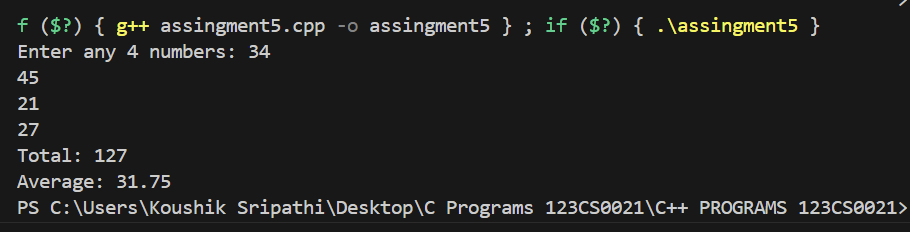 f ($?) { g++ assingment5.cpp -o assingment5 } ; if ($?) { .\assingment5 }
Enter any 4 numbers: 34
45
21
27
Total: 127
Average: 31.75
PS C:\Users\Koushik Sripathi\Desktop\C Programs 123CS0021\C++ PROGRAMS 123CS0021>